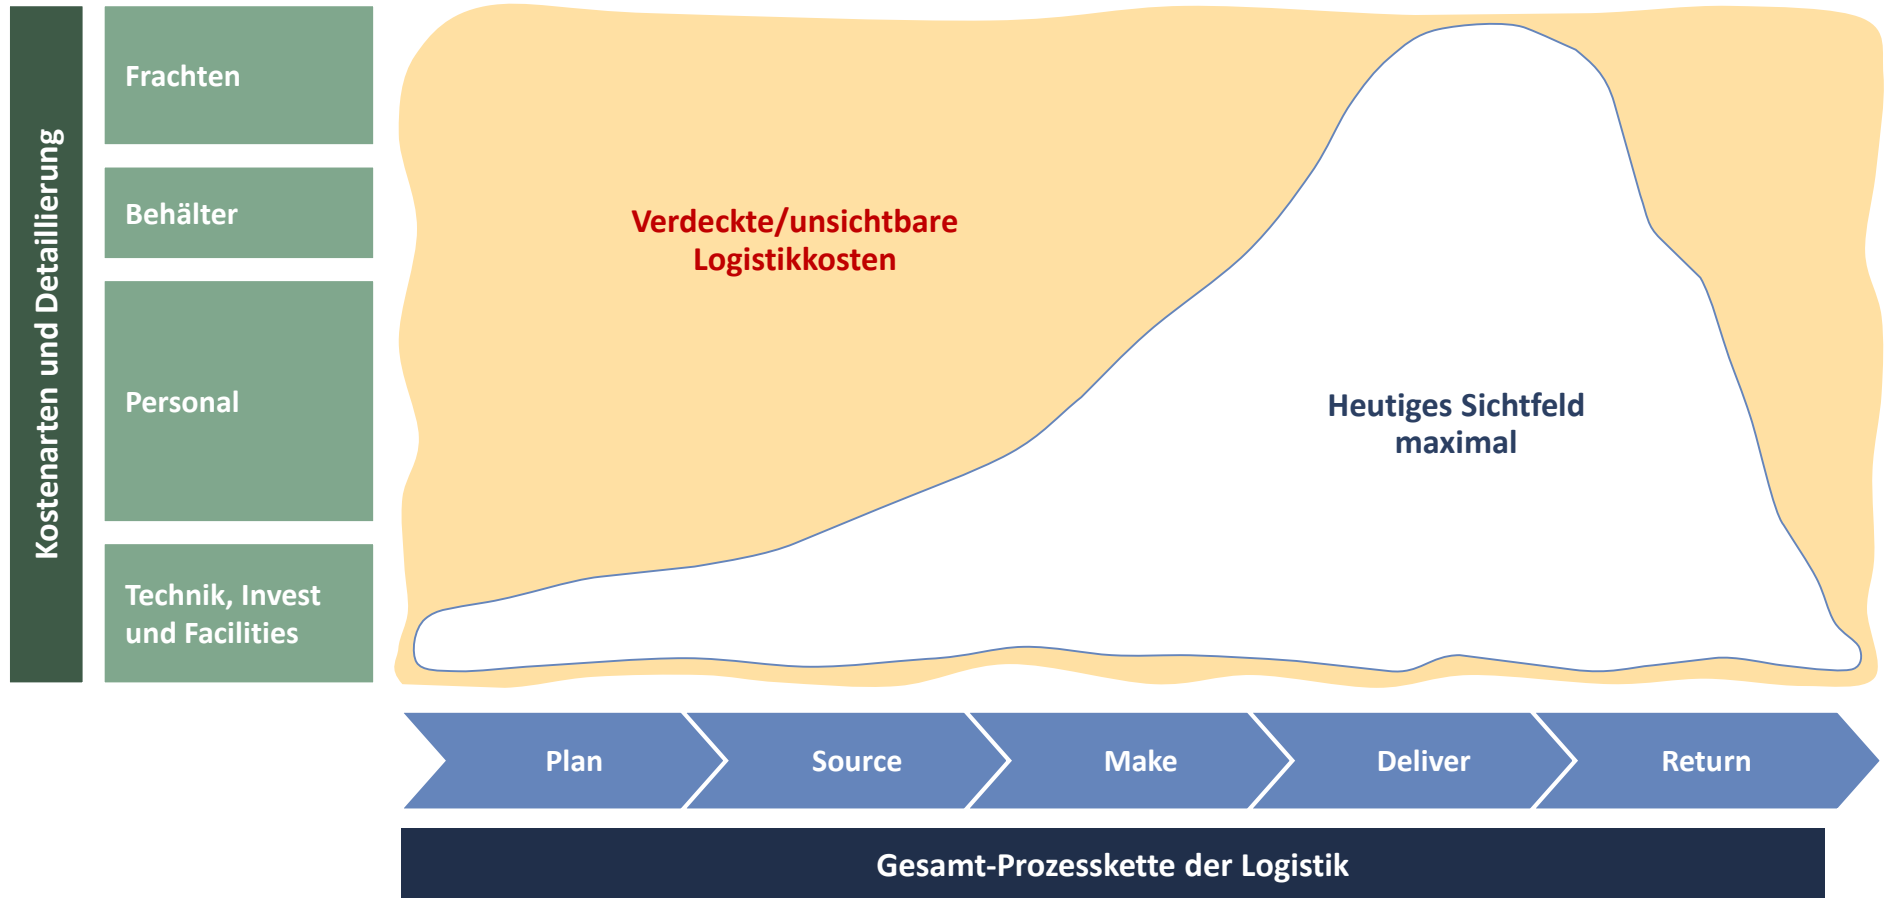 Kostenarten und Detaillierung
Frachten
Behälter
Personal
Technik, Invest
und Facilities
Verdeckte/unsichtbare
Logistikkosten
Heutiges Sichtfeld
maximal
Plan
Source
Make
Deliver
Return
Gesamt-Prozesskette der Logistik